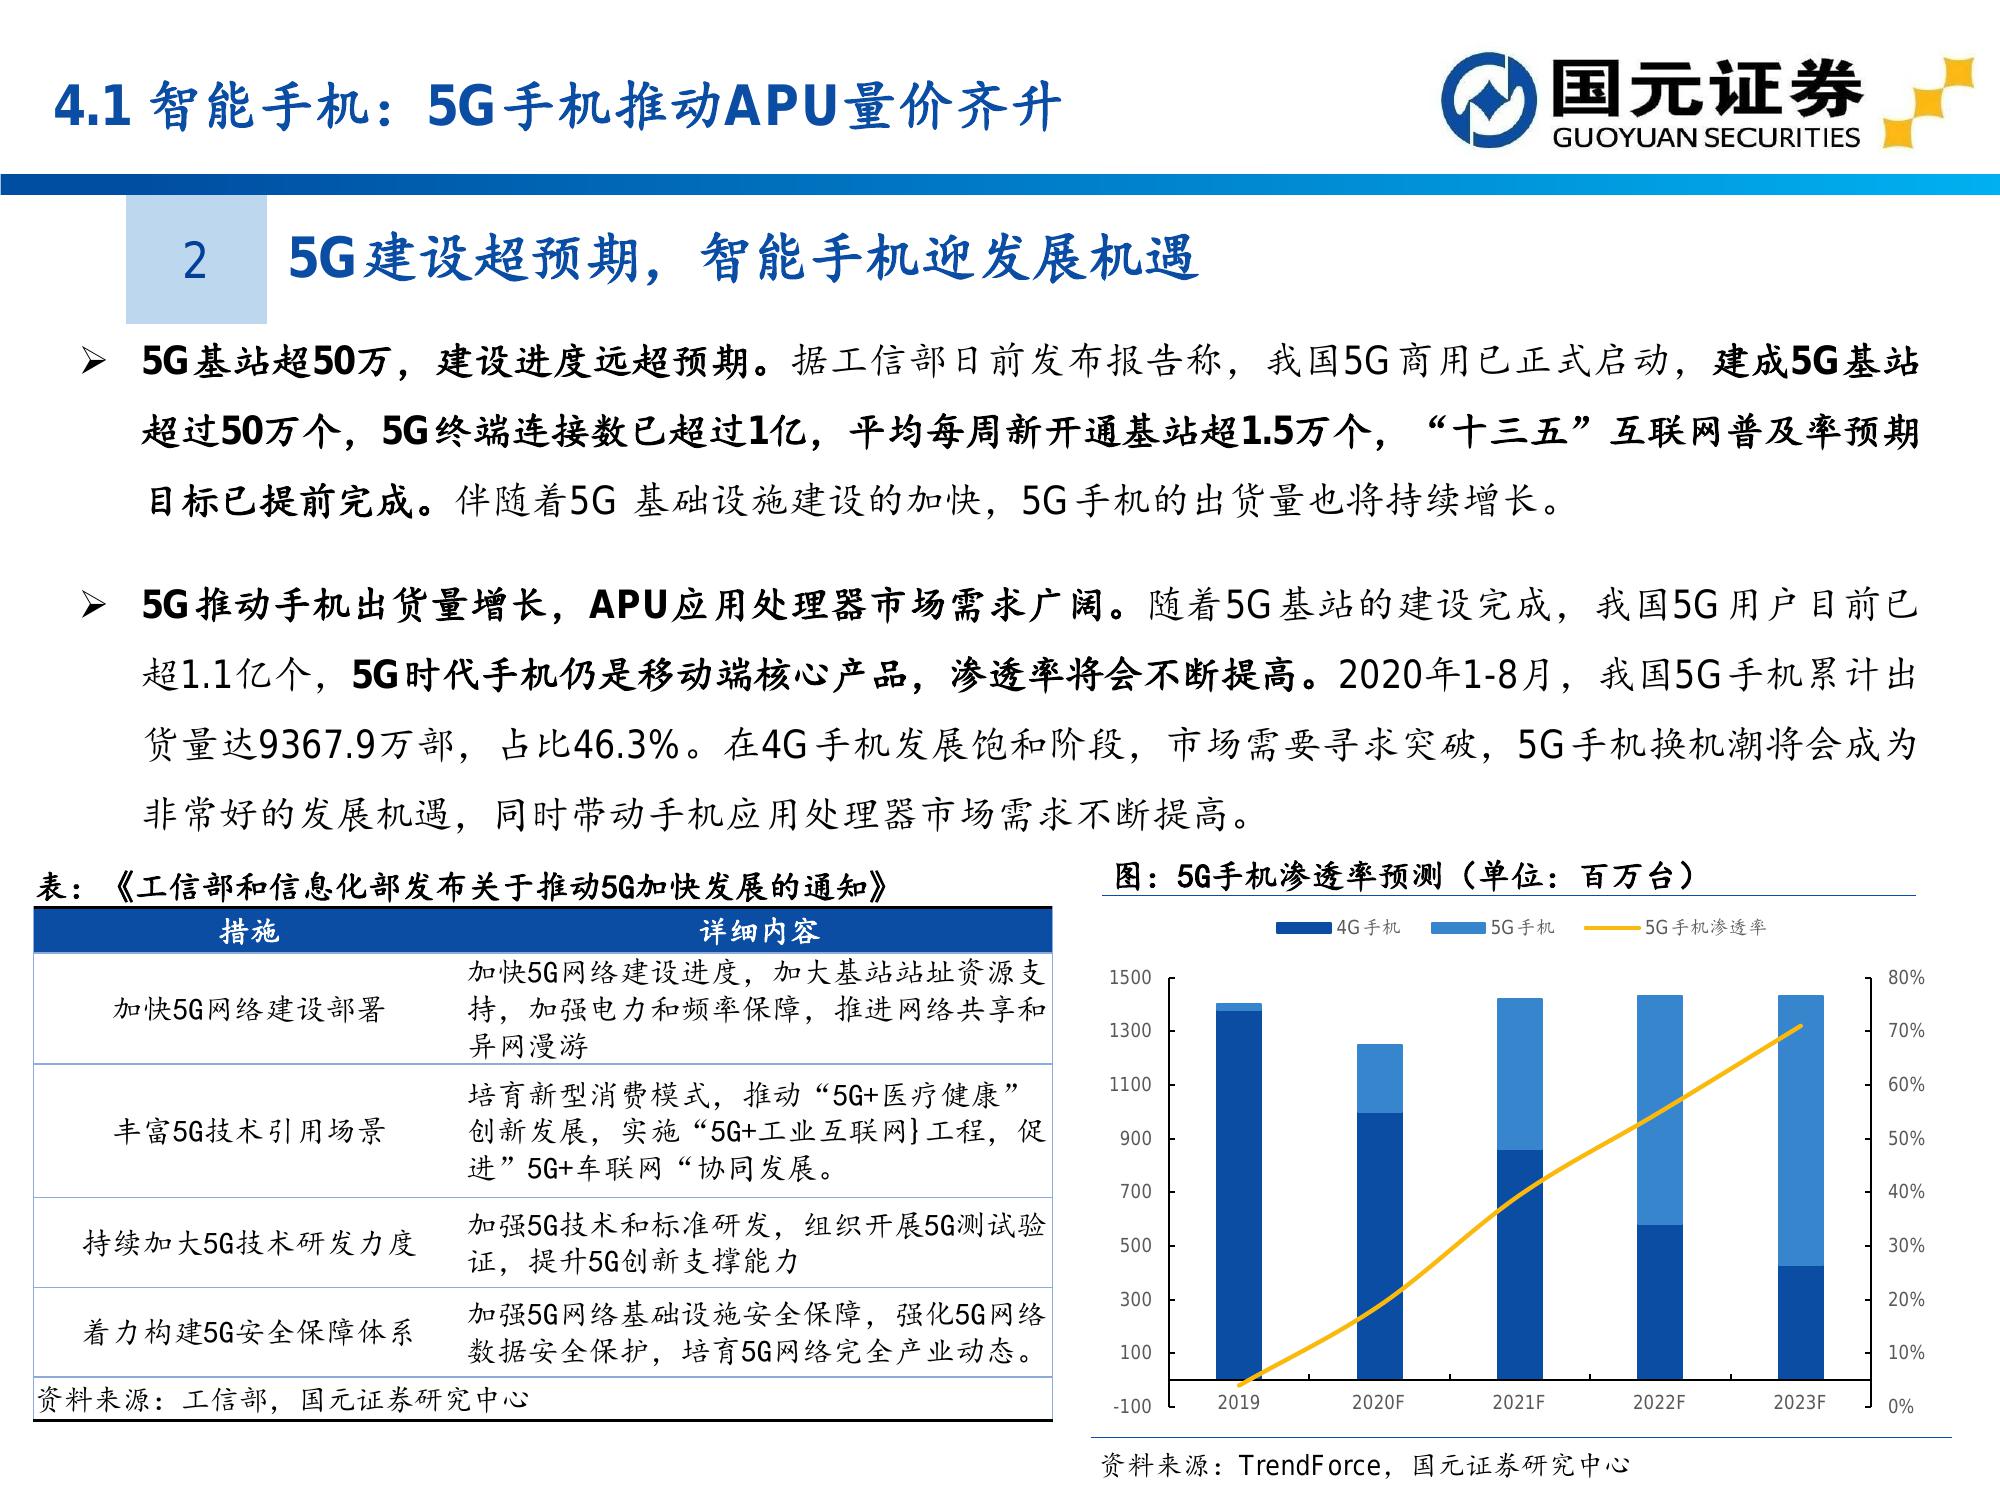 4.1 智能手机：5G手机推动APU量价齐升
国元证券
GUOYUAN SECURITIES
2
5G建设超预期，智能手机迎发展机遇
➢ 5G基站超50万，建设进度远超预期。据工信部日前发布报告称，我国5G商用已正式启动，建成5G基站
超过50万个，5G终端连接数已超过1亿，平均每周新开通基站超1.5万个，“十三五”互联网普及率预期
目标已提前完成。伴随着5G 基础设施建设的加快，5G手机的出货量也将持续增长。
➢ 5G推动手机出货量增长，APU应用处理器市场需求广阔。随着5G基站的建设完成，我国5G用户目前已
超1.1亿个，5G时代手机仍是移动端核心产品，渗透率将会不断提高。2020年1-8月，我国5G手机累计出
货量达9367.9万部，占比46.3%。在4G手机发展饱和阶段，市场需要寻求突破，5G手机换机潮将会成为
非常好的发展机遇，同时带动手机应用处理器市场需求不断提高。
表：《工信部和信息化部发布关于推动5G加快发展的通知》
措施 详细内容
加快5G网络建设部署
加快5G网络建设进度，加大基站站址资源支
持，加强电力和频率保障，推进网络共享和
异网漫游
丰富5G技术引用场景
培育新型消费模式，推动“5G+医疗健康”
创新发展，实施“5G+工业互联网}工程，促
进”5G+车联网“协同发展。
持续加大5G技术研发力度
加强5G技术和标准研发，组织开展5G测试验
证，提升5G创新支撑能力
着力构建5G安全保障体系
加强5G网络基础设施安全保障，强化5G网络
数据安全保护，培育5G网络完全产业动态。
资料来源：工信部，国元证券研究中心
图：5G手机渗透率预测（单位：百万台）
4G手机 5G手机 5G手机渗透率
1500 80%
1300 70%
1100 60%
900 50%
700 40%
500 30%
300 20%
100 10%
-100 0%
2019 2020F 2021F 2022F 2023F
资料来源：TrendForce，国元证券研究中心